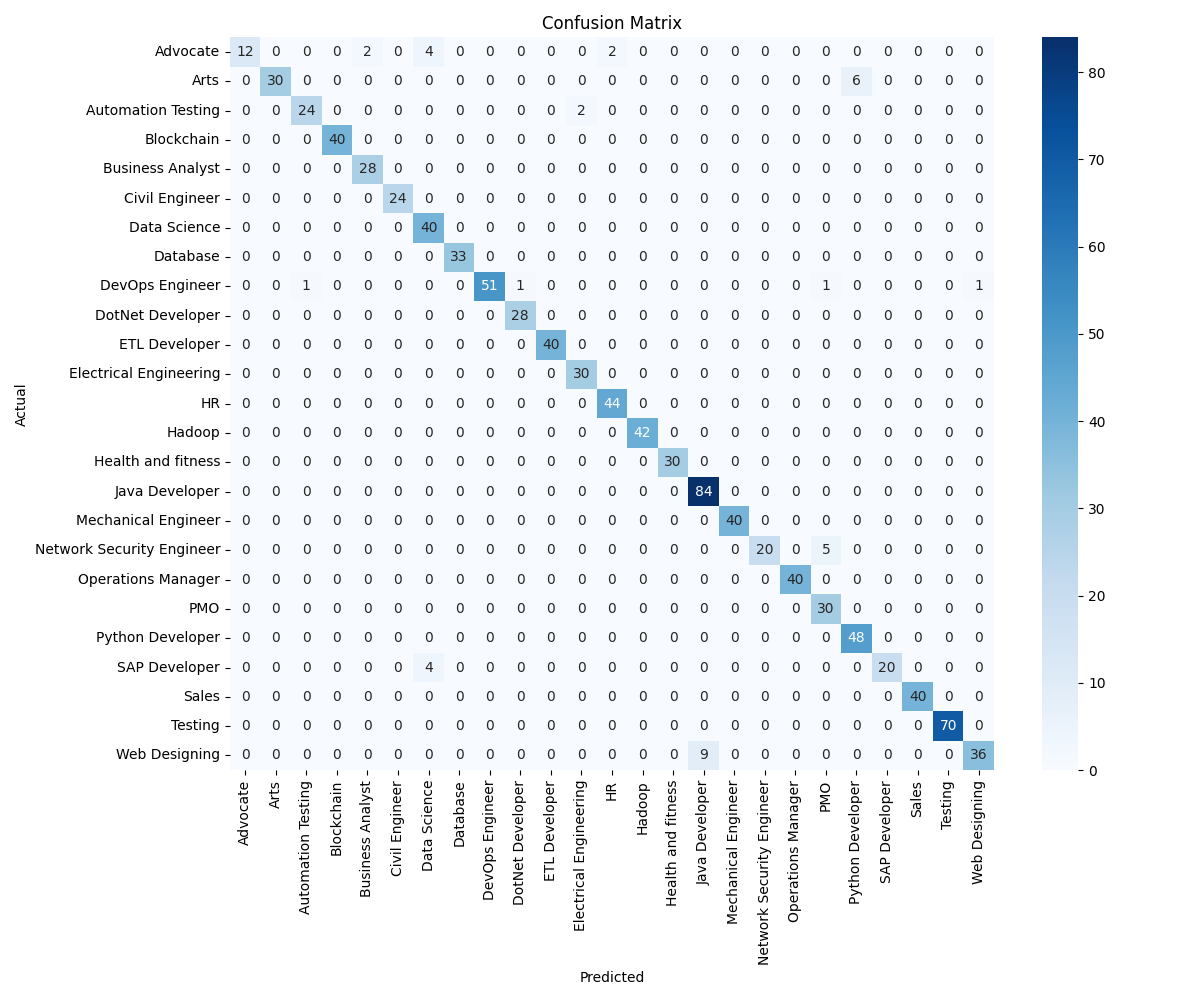 Confusion Matrix
Advocate 12 0 0 0 2 0 4 0 0 0 0 0 2 0 0 0 0 0 0 0 0 0 0 0 0
Arts 0 30 0 0 0 0 0 0 0 0 0 0 0 0 0 0 0 0 0 0 6 0 0 0 0
Automation Testing 0 0 24 0 0 0 0 0 0 0 0 2 0 0 0 0 0 0 0 0 0 0 0 0 0
Blockchain 0 0 0 40 0 0 0 0 0 0 0 0 0 0 0 0 0 0 0 0 0 0 0 0 0
Business Analyst 0 0 0 0 28 0 0 0 0 0 0 0 0 0 0 0 0 0 0 0 0 0 0 0 0
Civil Engineer 0 0 0 0 0 24 0 0 0 0 0 0 0 0 0 0 0 0 0 0 0 0 0 0 0
Data Science 0 0 0 0 0 0 40 0 0 0 0 0 0 0 0 0 0 0 0 0 0 0 0 0 0
Database 0 0 0 0 0 0 0 33 0 0 0 0 0 0 0 0 0 0 0 0 0 0 0 0 0
DevOps Engineer 0 0 1 0 0 0 0 0 51 1 0 0 0 0 0 0 0 0 0 1 0 0 0 0 1
DotNet Developer 0 0 0 0 0 0 0 0 0 28 0 0 0 0 0 0 0 0 0 0 0 0 0 0 0
ETL Developer 0 0 0 0 0 0 0 0 0 0 40 0 0 0 0 0 0 0 0 0 0 0 0 0 0
Electrical Engineering 0 0 0 0 0 0 0 0 0 0 0 30 0 0 0 0 0 0 0 0 0 0 0 0 0
HR 0 0 0 0 0 0 0 0 0 0 0 0 44 0 0 0 0 0 0 0 0 0 0 0 0
Hadoop 0 0 0 0 0 0 0 0 0 0 0 0 0 42 0 0 0 0 0 0 0 0 0 0 0
Health and fitness 0 0 0 0 0 0 0 0 0 0 0 0 0 0 30 0 0 0 0 0 0 0 0 0 0
Java Developer 0 0 0 0 0 0 0 0 0 0 0 0 0 0 0 84 0 0 0 0 0 0 0 0 0
Mechanical Engineer 0 0 0 0 0 0 0 0 0 0 0 0 0 0 0 0 40 0 0 0 0 0 0 0 0
Network Security Engineer 0 0 0 0 0 0 0 0 0 0 0 0 0 0 0 0 0 20 0 5 0 0 0 0 0
Operations Manager 0 0 0 0 0 0 0 0 0 0 0 0 0 0 0 0 0 0 40 0 0 0 0 0 0
PMO 0 0 0 0 0 0 0 0 0 0 0 0 0 0 0 0 0 0 0 30 0 0 0 0 0
Python Developer 0 0 0 0 0 0 0 0 0 0 0 0 0 0 0 0 0 0 0 0 48 0 0 0 0
SAP Developer 0 0 0 0 0 0 4 0 0 0 0 0 0 0 0 0 0 0 0 0 0 20 0 0 0
Sales 0 0 0 0 0 0 0 0 0 0 0 0 0 0 0 0 0 0 0 0 0 0 40 0 0
Testing 0 0 0 0 0 0 0 0 0 0 0 0 0 0 0 0 0 0 0 0 0 0 0 70 0
Web Designing 0 0 0 0 0 0 0 0 0 0 0 0 0 0 0 9 0 0 0 0 0 0 0 0 36
Actual
Advocate
Arts
Automation Testing
Blockchain
Business Analyst
Civil Engineer
Data Science
Database
DevOps Engineer
DotNet Developer
ETL Developer
Electrical Engineering
HR
Hadoop
Health and fitness
Java Developer
Mechanical Engineer
Network Security Engineer
Operations Manager
PMO
Python Developer
SAP Developer
Sales
Testing
Web Designing
Predicted
80
70
60
50
40
30
20
10
0